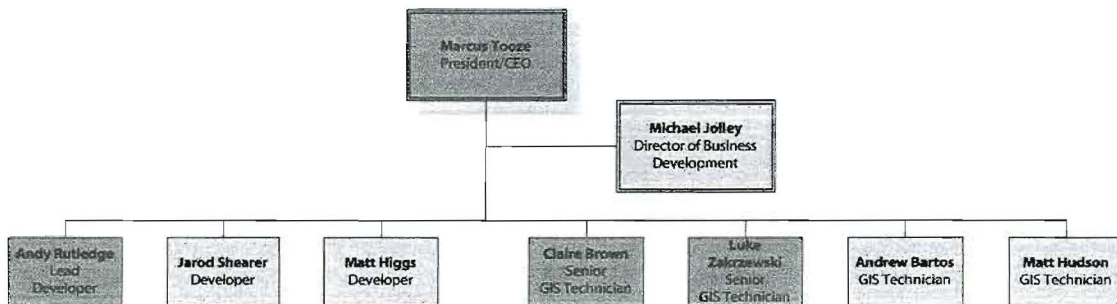 Marcus Tooze
President/CEO
Michael Jolley
Director of Business
Development
Andy Rutledge
Lead
Developer
Jarod Shearer
Developer
Matt Higgs
Developer
Claire Brown
Senior
GIS Technician
Luke
Zakrzewski
Senior
GIS Technician
Andrew Bartos
GIS Technician
Matt Hudson
GIS Technician